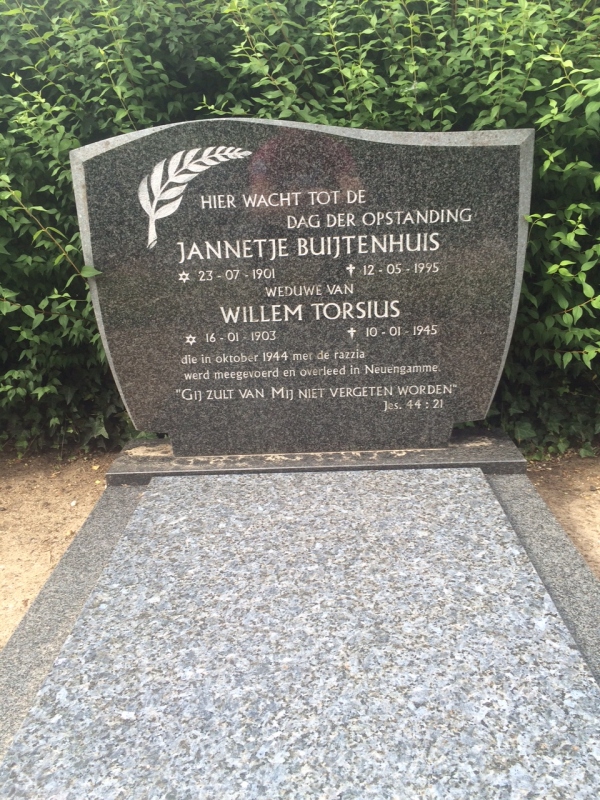 HIER WACHT TOT DE
DAG DER OPSTANDING
JANNETJE BUIJTENHUIS
✡ 23-07-1901 ✝ 12-05-1995
WEDUWE VAN
WILLEM TORSIUS
✡ 16-01-1903 ✝ 10-01-1945
die in oktober 1944 met de razzia
werd meegevoerd en overleed in Neuengamme.
"GIJ ZULT VAN MIJ NIET VERGETEN WORDEN"
Jes. 44:21